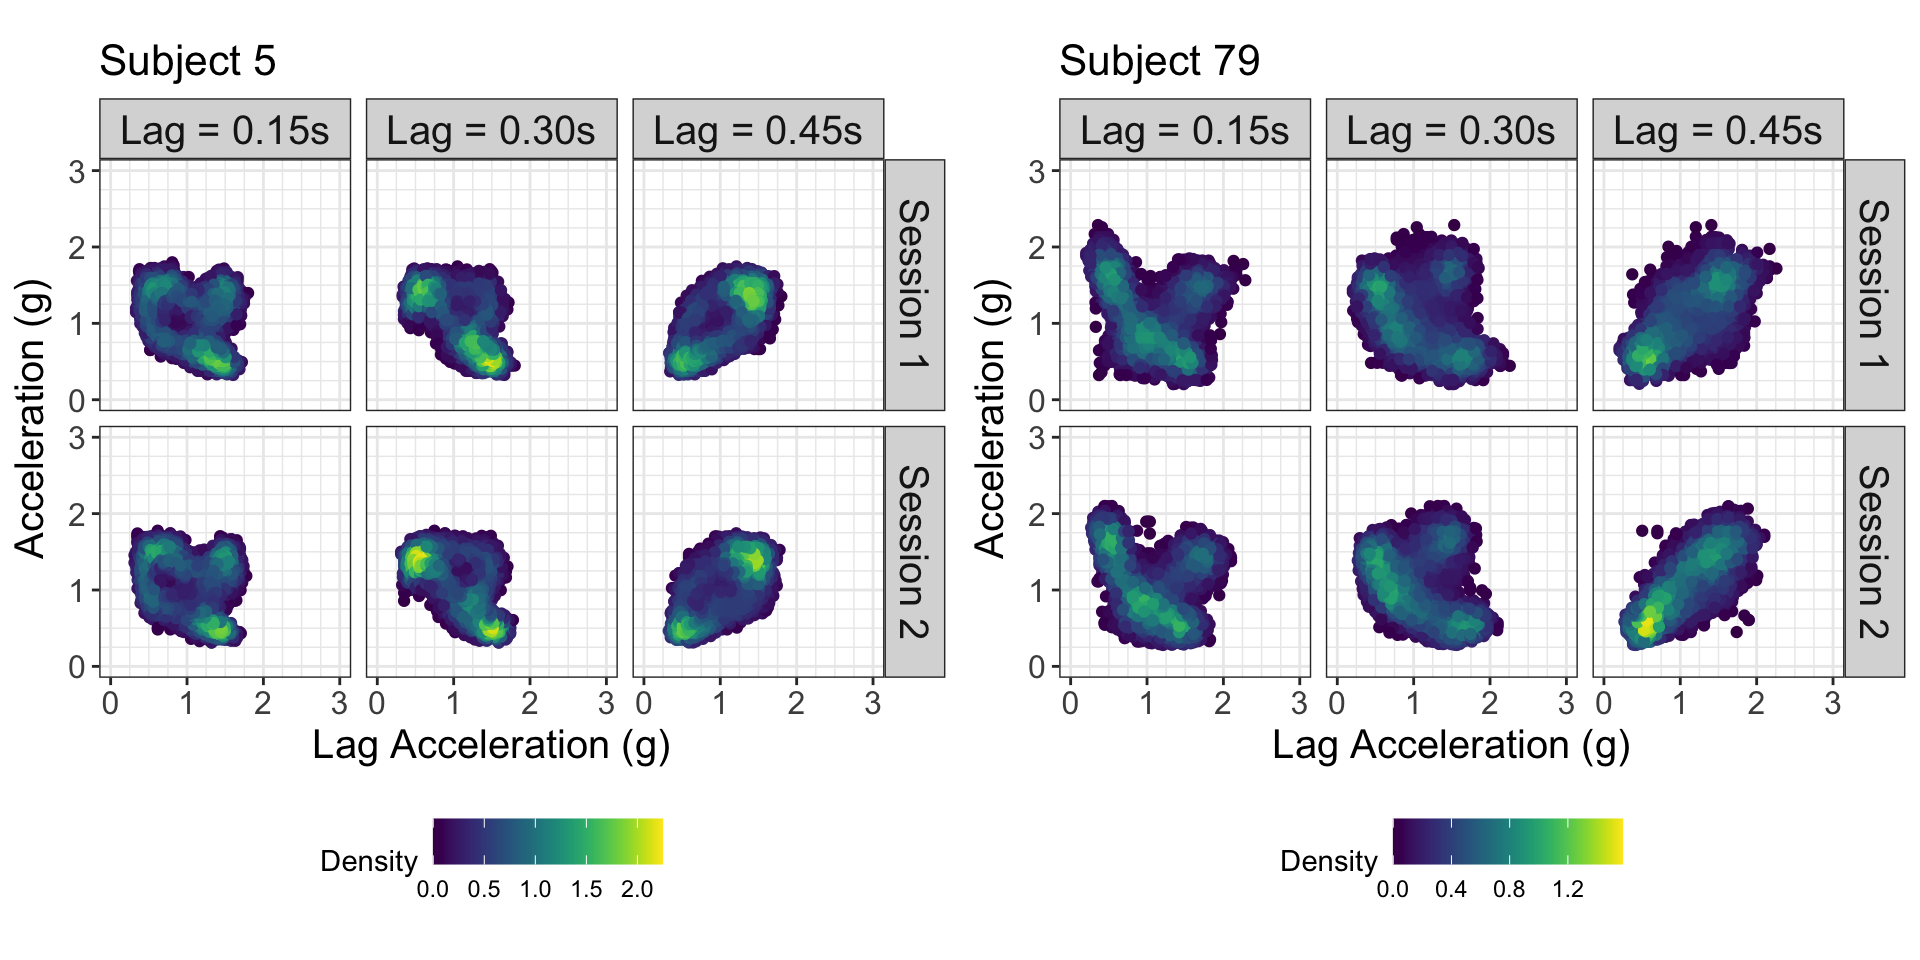 Subject 5
Lag = 0.15s
Lag = 0.30s
Lag = 0.45s
Acceleration (g)
3
2
1
0
Session 1
3
2
1
0
Session 2
0 1 2 3
0 1 2 3
0 1 2 3
Lag Acceleration (g)
Density
0.0 0.5 1.0 1.5 2.0
Subject 79
Lag = 0.15s
Lag = 0.30s
Lag = 0.45s
Acceleration (g)
3
2
1
0
Session 1
3
2
1
0
Session 2
0 1 2 3
0 1 2 3
0 1 2 3
Lag Acceleration (g)
Density
0.0 0.4 0.8 1.2